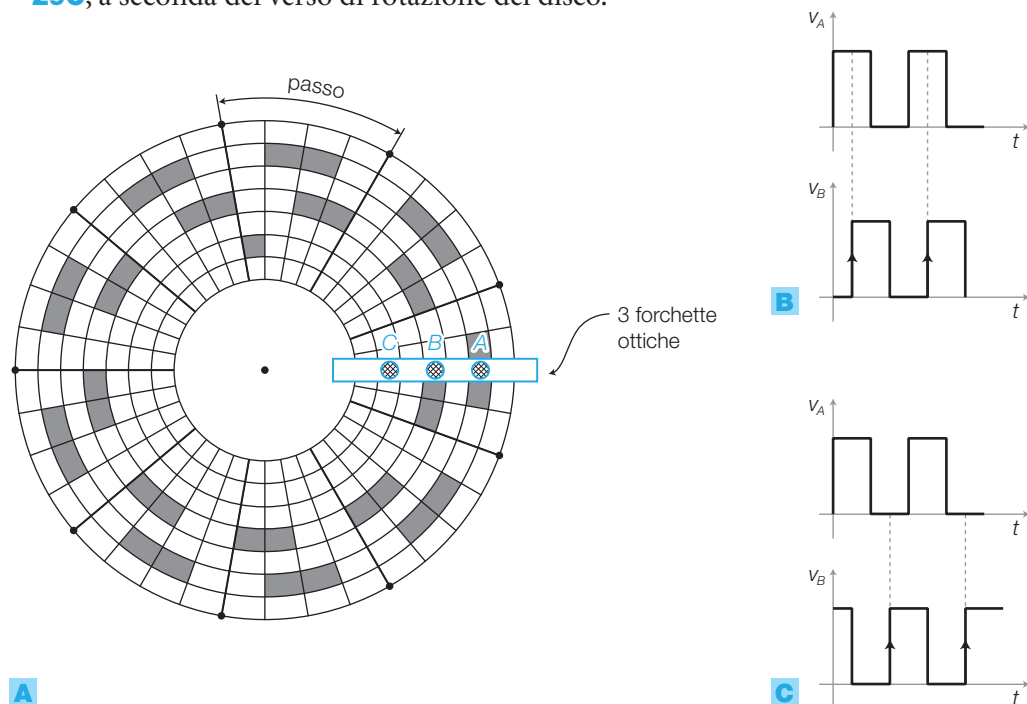 29C, a seconda del verso di rotazione del disco.
passo
C B A
3 forchette
ottiche
A
v_A
t
v_B
t
B
v_A
t
v_B
t
C